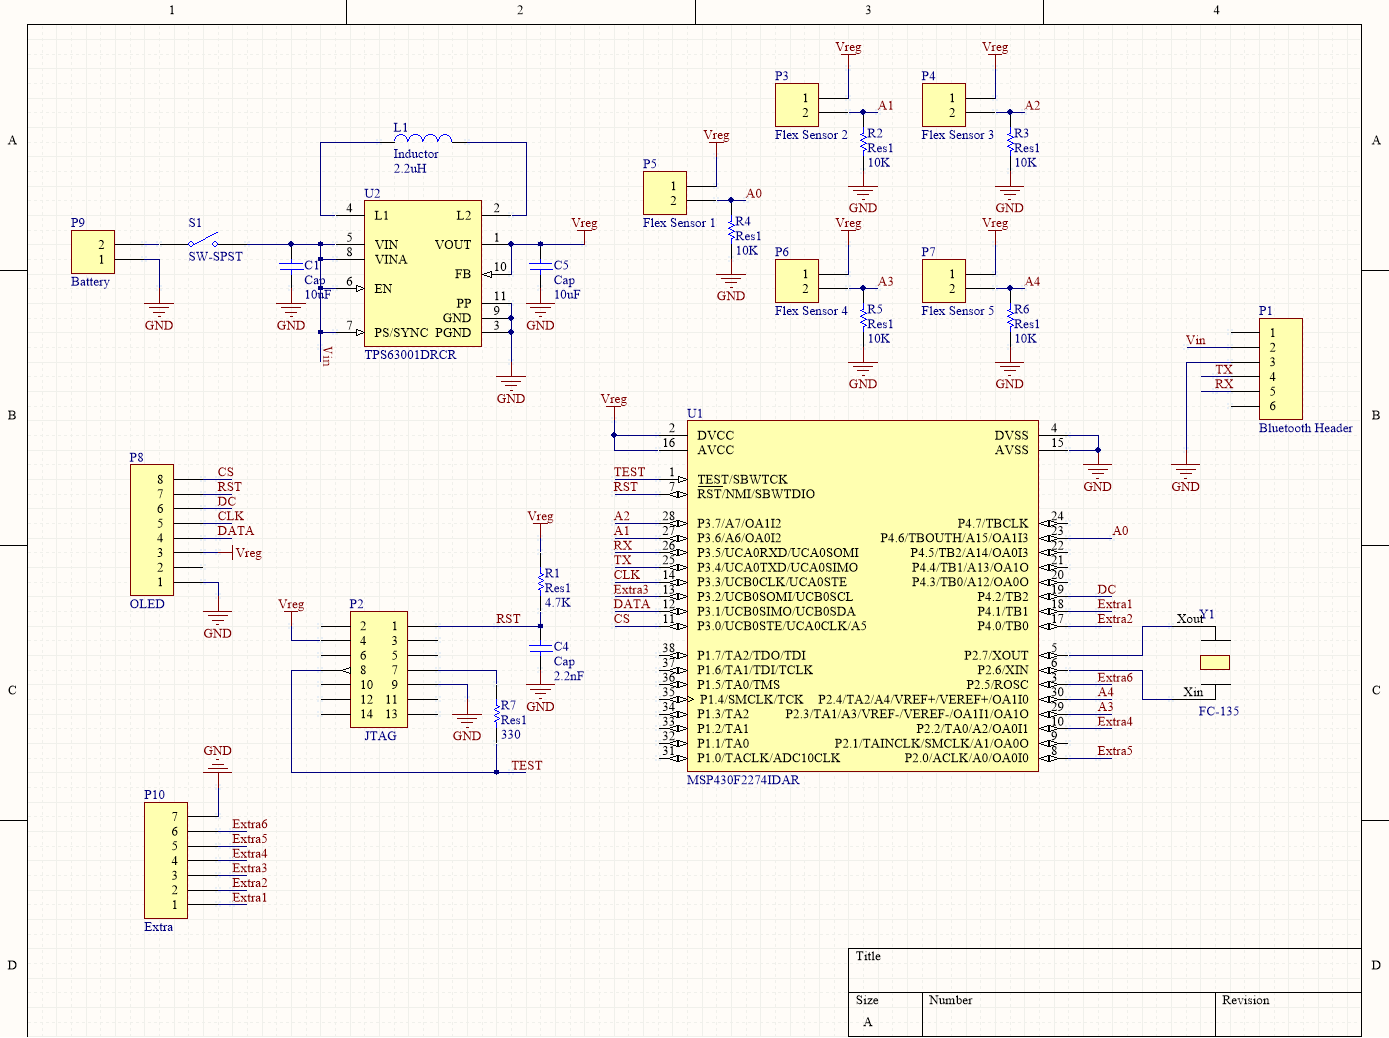 1 2 3 4
A A
B B
C C
D D
P9
2
1
Battery
GND
S1
SW-SPST
C1
Cap
10uF
GND
L1
Inductor
2.2uH
U2
4 L1 L2 2
5 VIN VOUT 1
8 VINA
FB 10
6 EN
PP 11
GND 9
7 PS/SYNC PGND 3
TPS63001DRCR
Vin
Vreg
C5
Cap
10uF
GND
GND
P5
1
2
Flex Sensor 1
Vreg
A0
R4
Res1
10K
GND
P3
1
2
Flex Sensor 2
Vreg
A1
R2
Res1
10K
GND
P4
1
2
Flex Sensor 3
Vreg
A2
R3
Res1
10K
GND
P6
1
2
Flex Sensor 4
Vreg
A3
R5
Res1
10K
GND
P7
1
2
Flex Sensor 5
Vreg
A4
R6
Res1
10K
GND
P1
1
Vin 2
3
TX 4
RX 5
6
Bluetooth Header
GND
P8
8 CS
7 RST
6 DC
5 CLK
4 DATA
3 Vreg
2
1
OLED
GND
Vreg
P2
2 1
4 3
6 5
8 7
10 9
12 11
14 13
JTAG
GND
RST
Vreg
R1
Res1
4.7K
C4
Cap
2.2nF
GND
R7
Res1
330
TEST
GND
P10
7
6 Extra6
5 Extra5
4 Extra4
3 Extra3
2 Extra2
1 Extra1
Extra
Vreg
U1
2 DVCC DVSS 4
16 AVCC AVSS 15
GND
TEST 1 TEST/SBWTCK
RST 7 RST/NMI/SBWTDIO
A2 28 P3.7/A7/OA1I2 P4.7/TBCLK 24
A1 27 P3.6/A6/OA0I2 P4.6/TBOUTH/A15/OA1I3 23 A0
RX 26 P3.5/UCA0RXD/UCA0SOMI P4.5/TB2/A14/OA0I3 22
TX 25 P3.4/UCA0TXD/UCA0SIMO P4.4/TB1/A13/OA1O 21
CLK 14 P3.3/UCB0CLK/UCA0STE P4.3/TB0/A12/OA0O 20
Extra3 13 P3.2/UCB0SOMI/UCB0SCL P4.2/TB2 19 DC
DATA 12 P3.1/UCB0SIMO/UCB0SDA P4.1/TB1 18 Extra1
CS 11 P3.0/UCB0STE/UCA0CLK/A5 P4.0/TB0 17 Extra2
38 P1.7/TA2/TDO/TDI P2.7/XOUT 5
37 P1.6/TA1/TDI/TCLK P2.6/XIN 6
36 P1.5/TA0/TMS P2.5/ROSC 3 Extra6
35 P1.4/SMCLK/TCK P2.4/TA2/A4/VREF+/VEREF+/OA1I0 30 A4
34 P1.3/TA2 P2.3/TA1/A3/VREF-/VEREF-/OA1I1/OA1O 29 A3
33 P1.2/TA1 P2.2/TA0/A2/OA0I1 10 Extra4
32 P1.1/TA0 P2.1/TAINCLK/SMCLK/A1/OA0O 9
31 P1.0/TACLK/ADC10CLK P2.0/ACLK/A0/OA0I0 8 Extra5
MSP430F2274IDAR
Xout
Y1
Xin
FC-135
Title
Size Number Revision
A